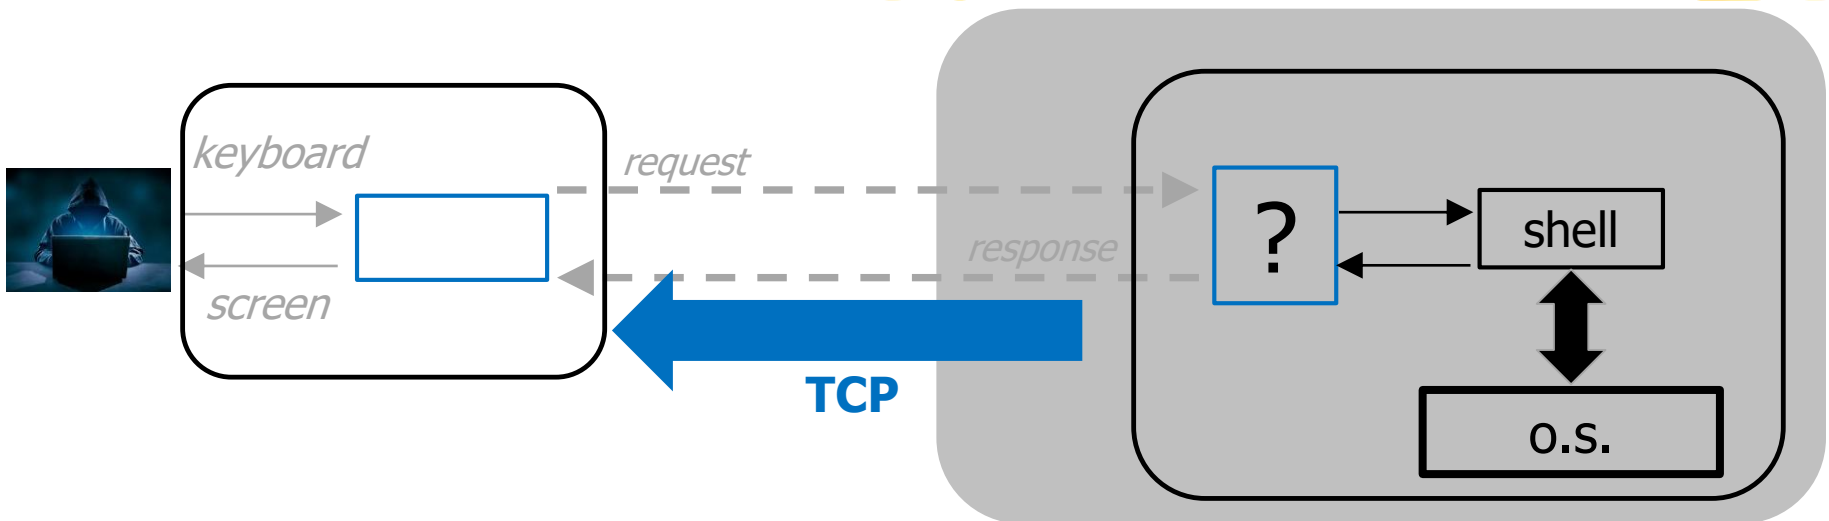 keyboard
request
?
shell
response
screen
TCP
o.s.